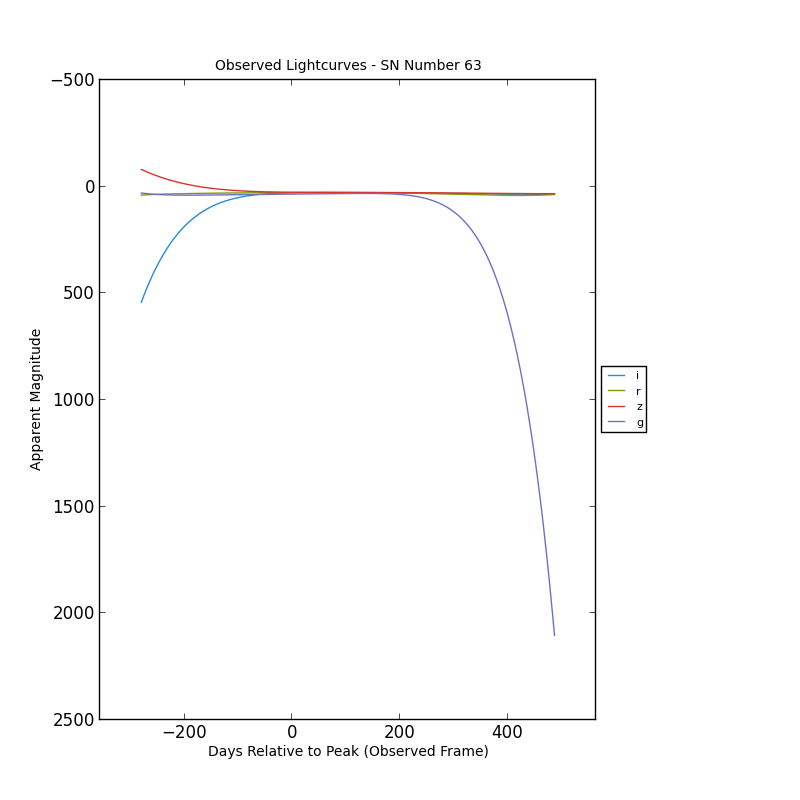 Observed Lightcurves - SN Number 63
−500
0
500
1000
1500
2000
2500
Apparent Magnitude
−200 0 200 400
Days Relative to Peak (Observed Frame)
i
r
z
g